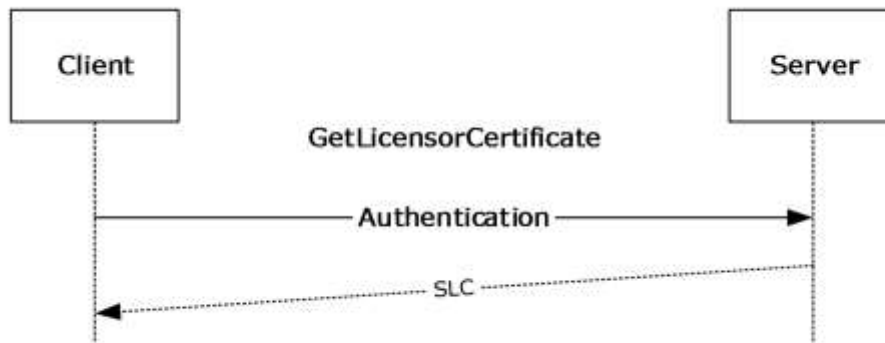 Client
Server
GetLicensorCertificate
Authentication
SLC